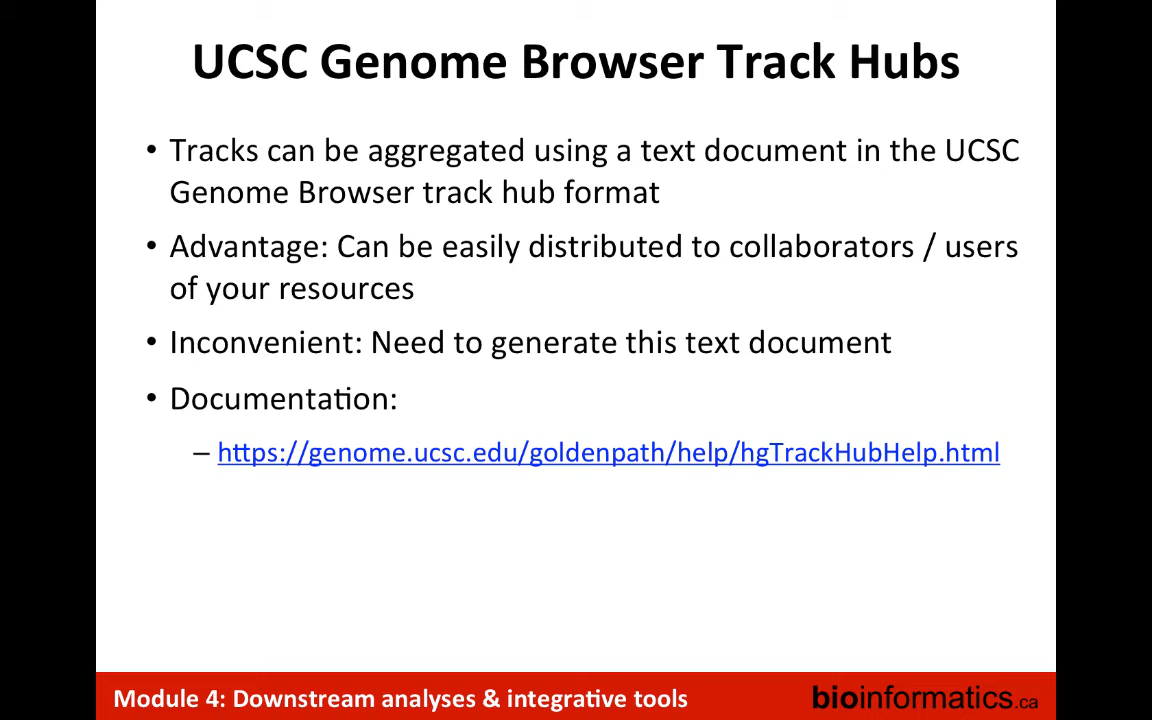 UCSC Genome Browser Track Hubs
• Tracks can be aggregated using a text document in the UCSC
Genome Browser track hub format
• Advantage: Can be easily distributed to collaborators / users
of your resources
• Inconvenient: Need to generate this text document
• Documentation:
– https://genome.ucsc.edu/goldenpath/help/hgTrackHubHelp.html
Module 4: Downstream analyses & integrative tools
bioinformatics.ca